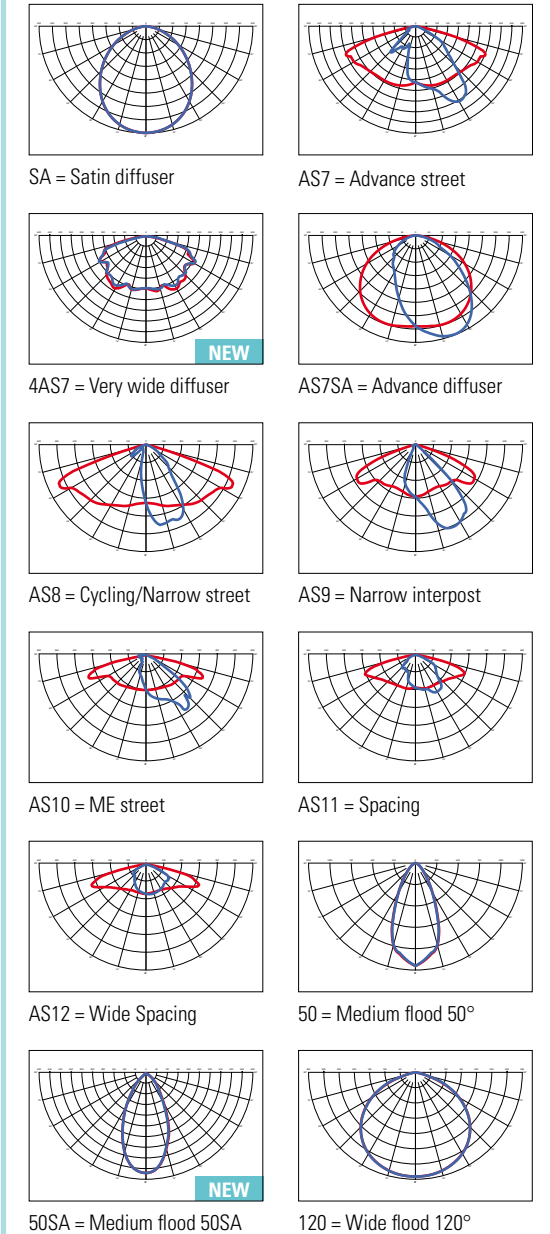 SA = Satin diffuser
AS7 = Advance street
NEW
4AS7 = Very wide diffuser
AS7SA = Advance diffuser
AS8 = Cycling/Narrow street
AS9 = Narrow interpost
AS10 = ME street
AS11 = Spacing
AS12 = Wide Spacing
50 = Medium flood 50°
NEW
50SA = Medium flood 50SA
120 = Wide flood 120°